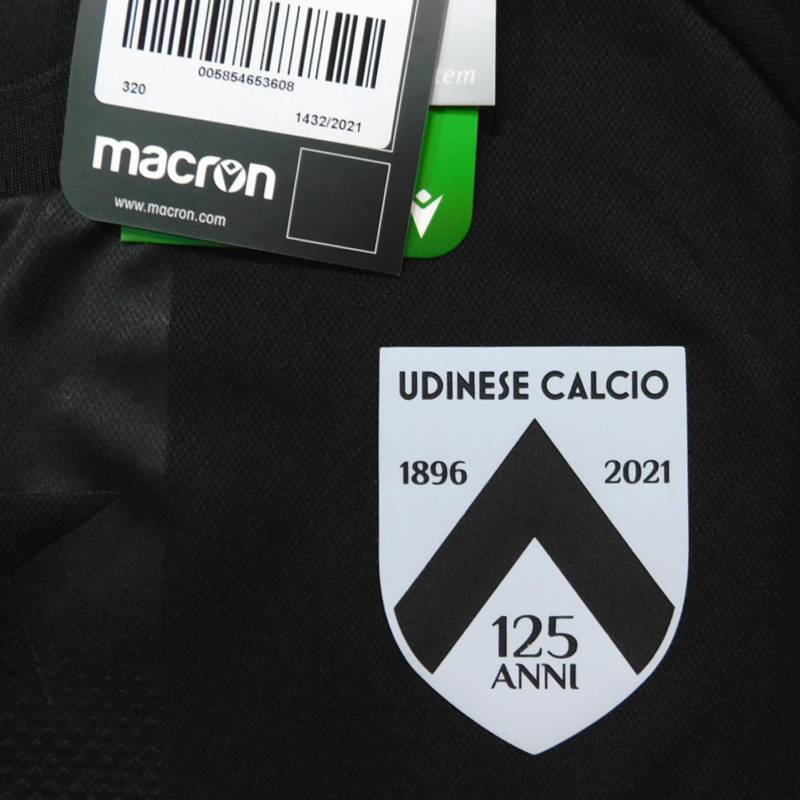 005854653608
320
1432/2021
macron
www.macron.com
UDINESE CALCIO
1896 2021
125
ANNI